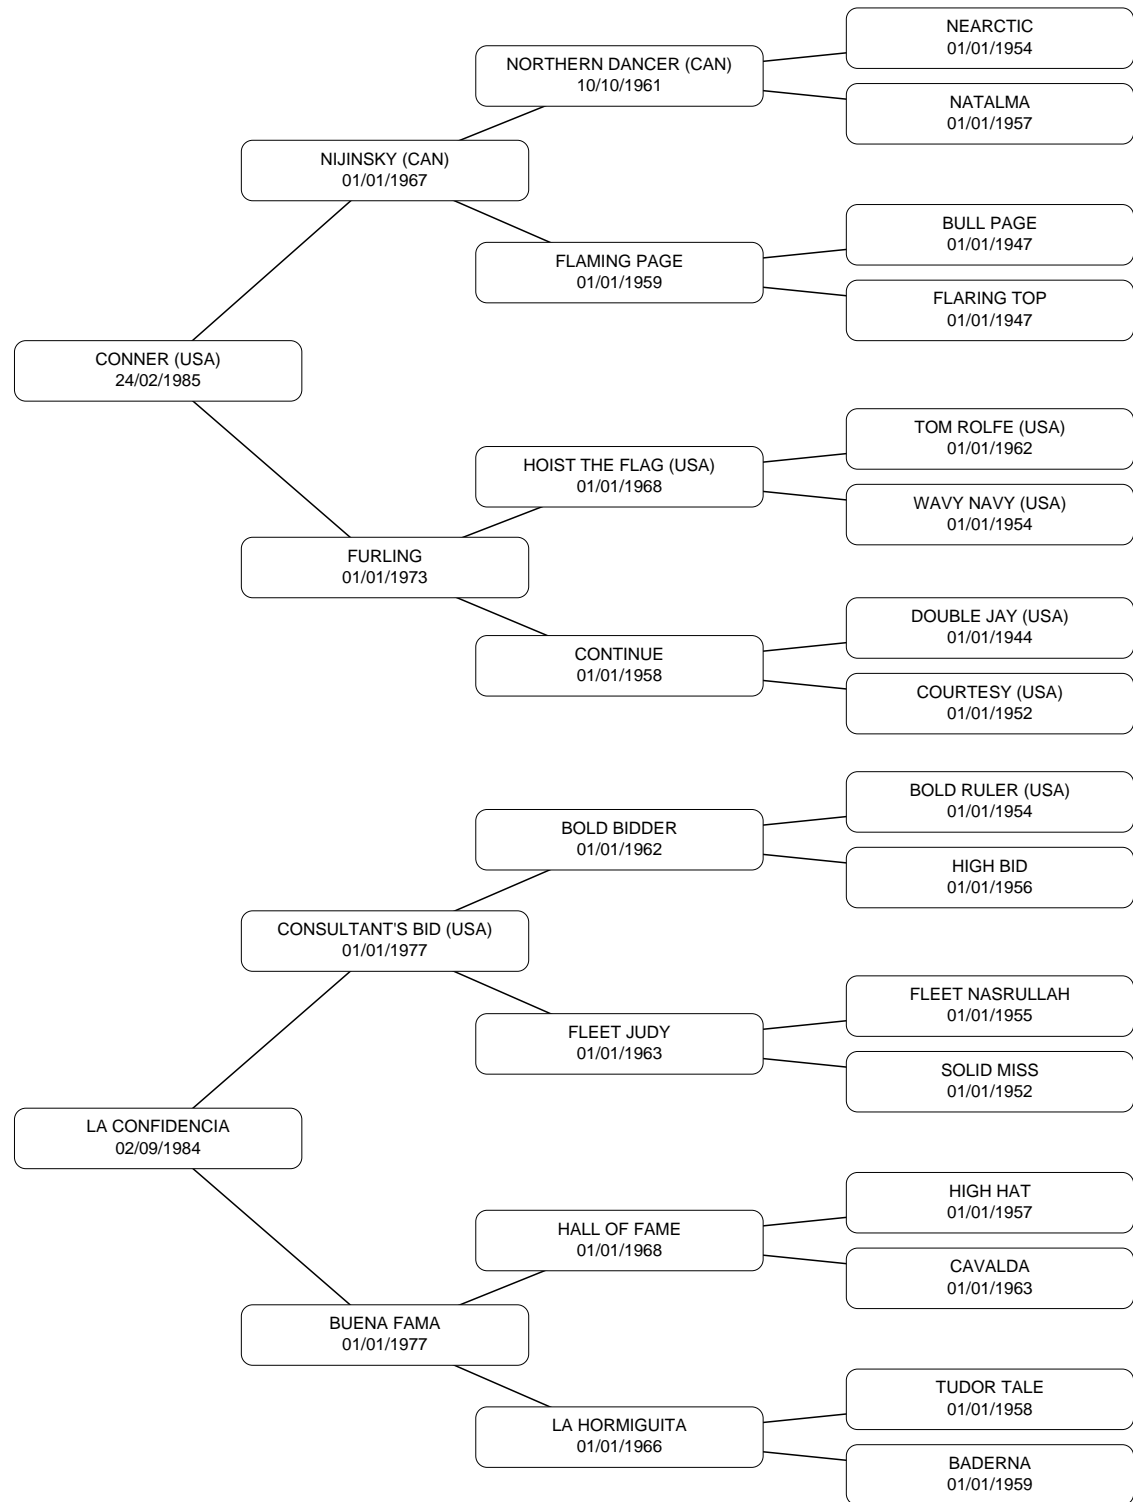 NEARCTIC
01/01/1954
NORTHERN DANCER (CAN)
10/10/1961
NATALMA
01/01/1957
NIJINSKY (CAN)
01/01/1967
BULL PAGE
01/01/1947
FLAMING PAGE
01/01/1959
FLARING TOP
01/01/1947
CONNER (USA)
24/02/1985
TOM ROLFE (USA)
01/01/1962
HOIST THE FLAG (USA)
01/01/1968
WAVY NAVY (USA)
01/01/1954
FURLING
01/01/1973
DOUBLE JAY (USA)
01/01/1944
CONTINUE
01/01/1958
COURTESY (USA)
01/01/1952
BOLD RULER (USA)
01/01/1954
BOLD BIDDER
01/01/1962
HIGH BID
01/01/1956
CONSULTANT'S BID (USA)
01/01/1977
FLEET NASRULLAH
01/01/1955
FLEET JUDY
01/01/1963
SOLID MISS
01/01/1952
LA CONFIDENCIA
02/09/1984
HIGH HAT
01/01/1957
HALL OF FAME
01/01/1968
CAVALDA
01/01/1963
BUENA FAMA
01/01/1977
TUDOR TALE
01/01/1958
LA HORMIGUITA
01/01/1966
BADERNA
01/01/1959